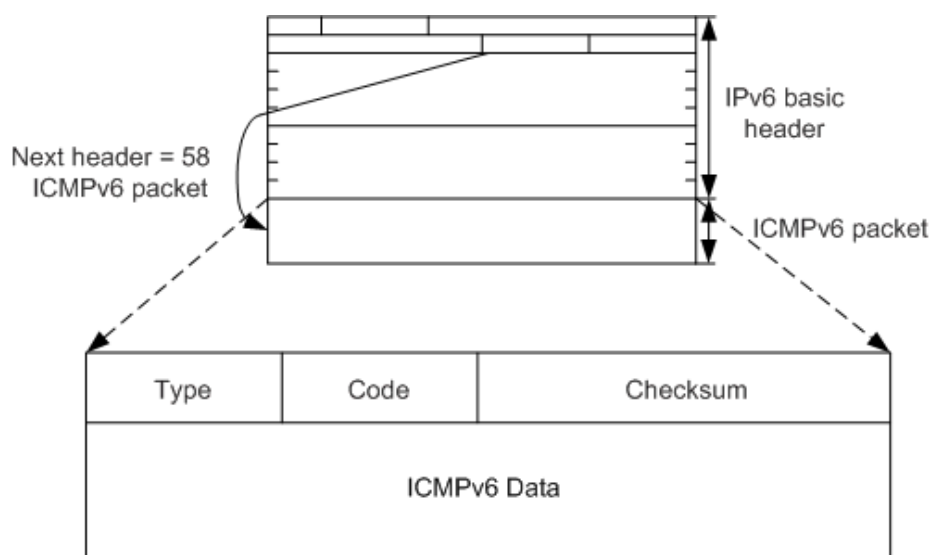 IPv6 basic
header
Next header = 58
ICMPv6 packet
ICMPv6 packet
Type
Code
Checksum
ICMPv6 Data